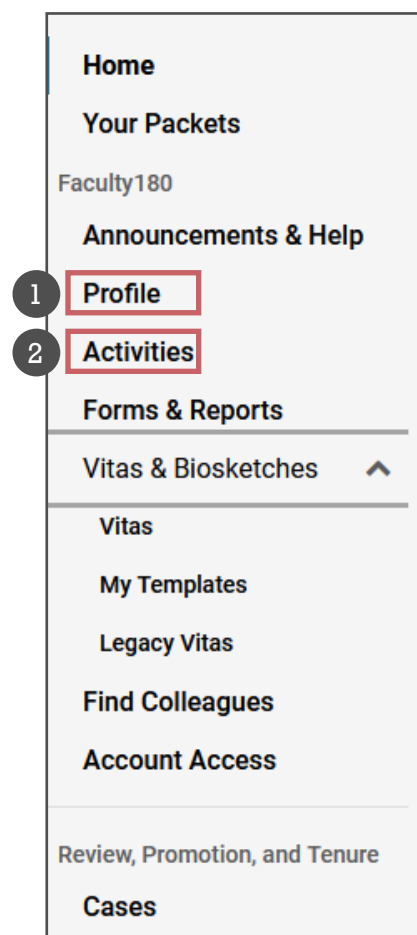 Home
Your Packets
Faculty180
Announcements & Help
1 Profile
2 Activities
Forms & Reports
Vitas & Biosketches
Vitas
My Templates
Legacy Vitas
Find Colleagues
Account Access
Review, Promotion, and Tenure
Cases